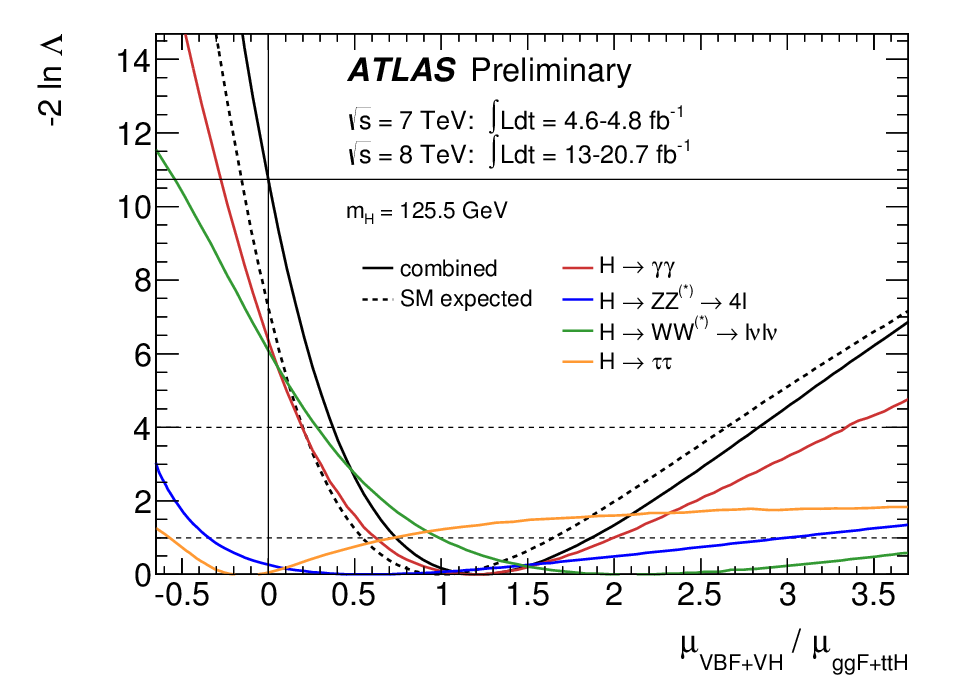 -2 ln Λ
ATLAS Preliminary
√s = 7 TeV: ∫Ldt = 4.6-4.8 fb⁻¹
√s = 8 TeV: ∫Ldt = 13-20.7 fb⁻¹
m_H = 125.5 GeV
combined
SM expected
H → γγ
H → ZZ^(*) → 4l
H → WW^(*) → lνlν
H → ττ
14
12
10
8
6
4
2
0
-0.5 0 0.5 1 1.5 2 2.5 3 3.5
μ_VBF+VH / μ_ggF+ttH